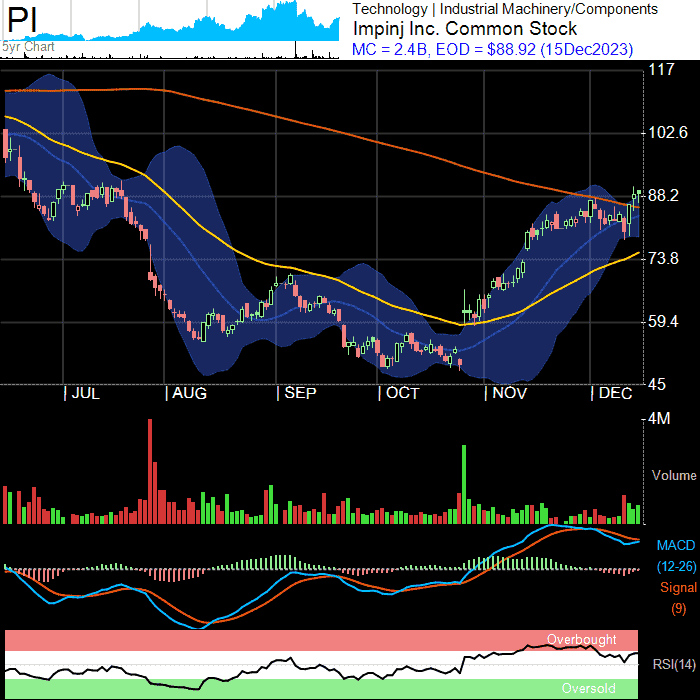 PI
5yr Chart
Technology | Industrial Machinery/Components
Impinj Inc. Common Stock
MC = 2.4B, EOD = $88.92 (15Dec2023)
117
102.6
88.2
73.8
59.4
45
| JUL | AUG | SEP | OCT | NOV | DEC
4M
Volume
MACD
(12-26)
Signal
(9)
Overbought
RSI(14)
Oversold